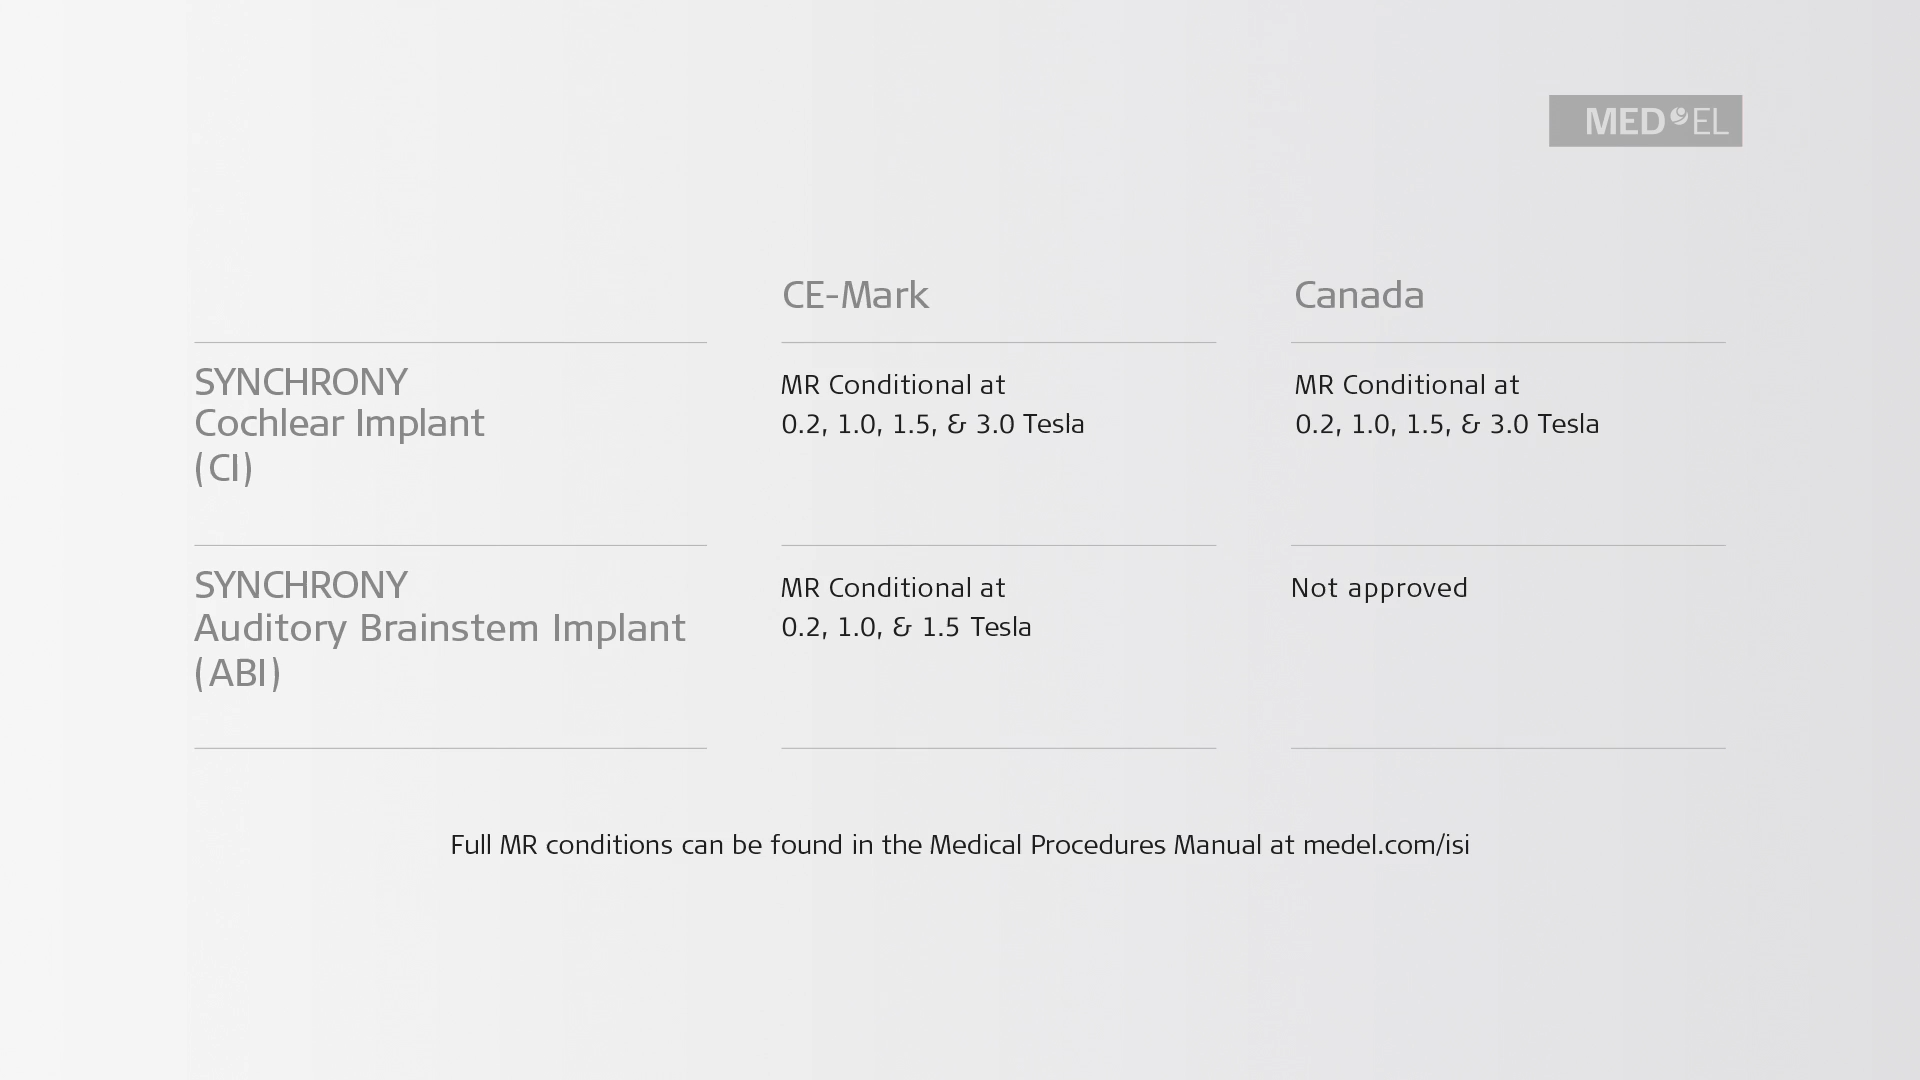 MED EL
CE-Mark
Canada
SYNCHRONY
Cochlear Implant
(CI)
MR Conditional at
0.2, 1.0, 1.5, & 3.0 Tesla
MR Conditional at
0.2, 1.0, 1.5, & 3.0 Tesla
SYNCHRONY
Auditory Brainstem Implant
(ABI)
MR Conditional at
0.2, 1.0, & 1.5 Tesla
Not approved
Full MR conditions can be found in the Medical Procedures Manual at medel.com/isi